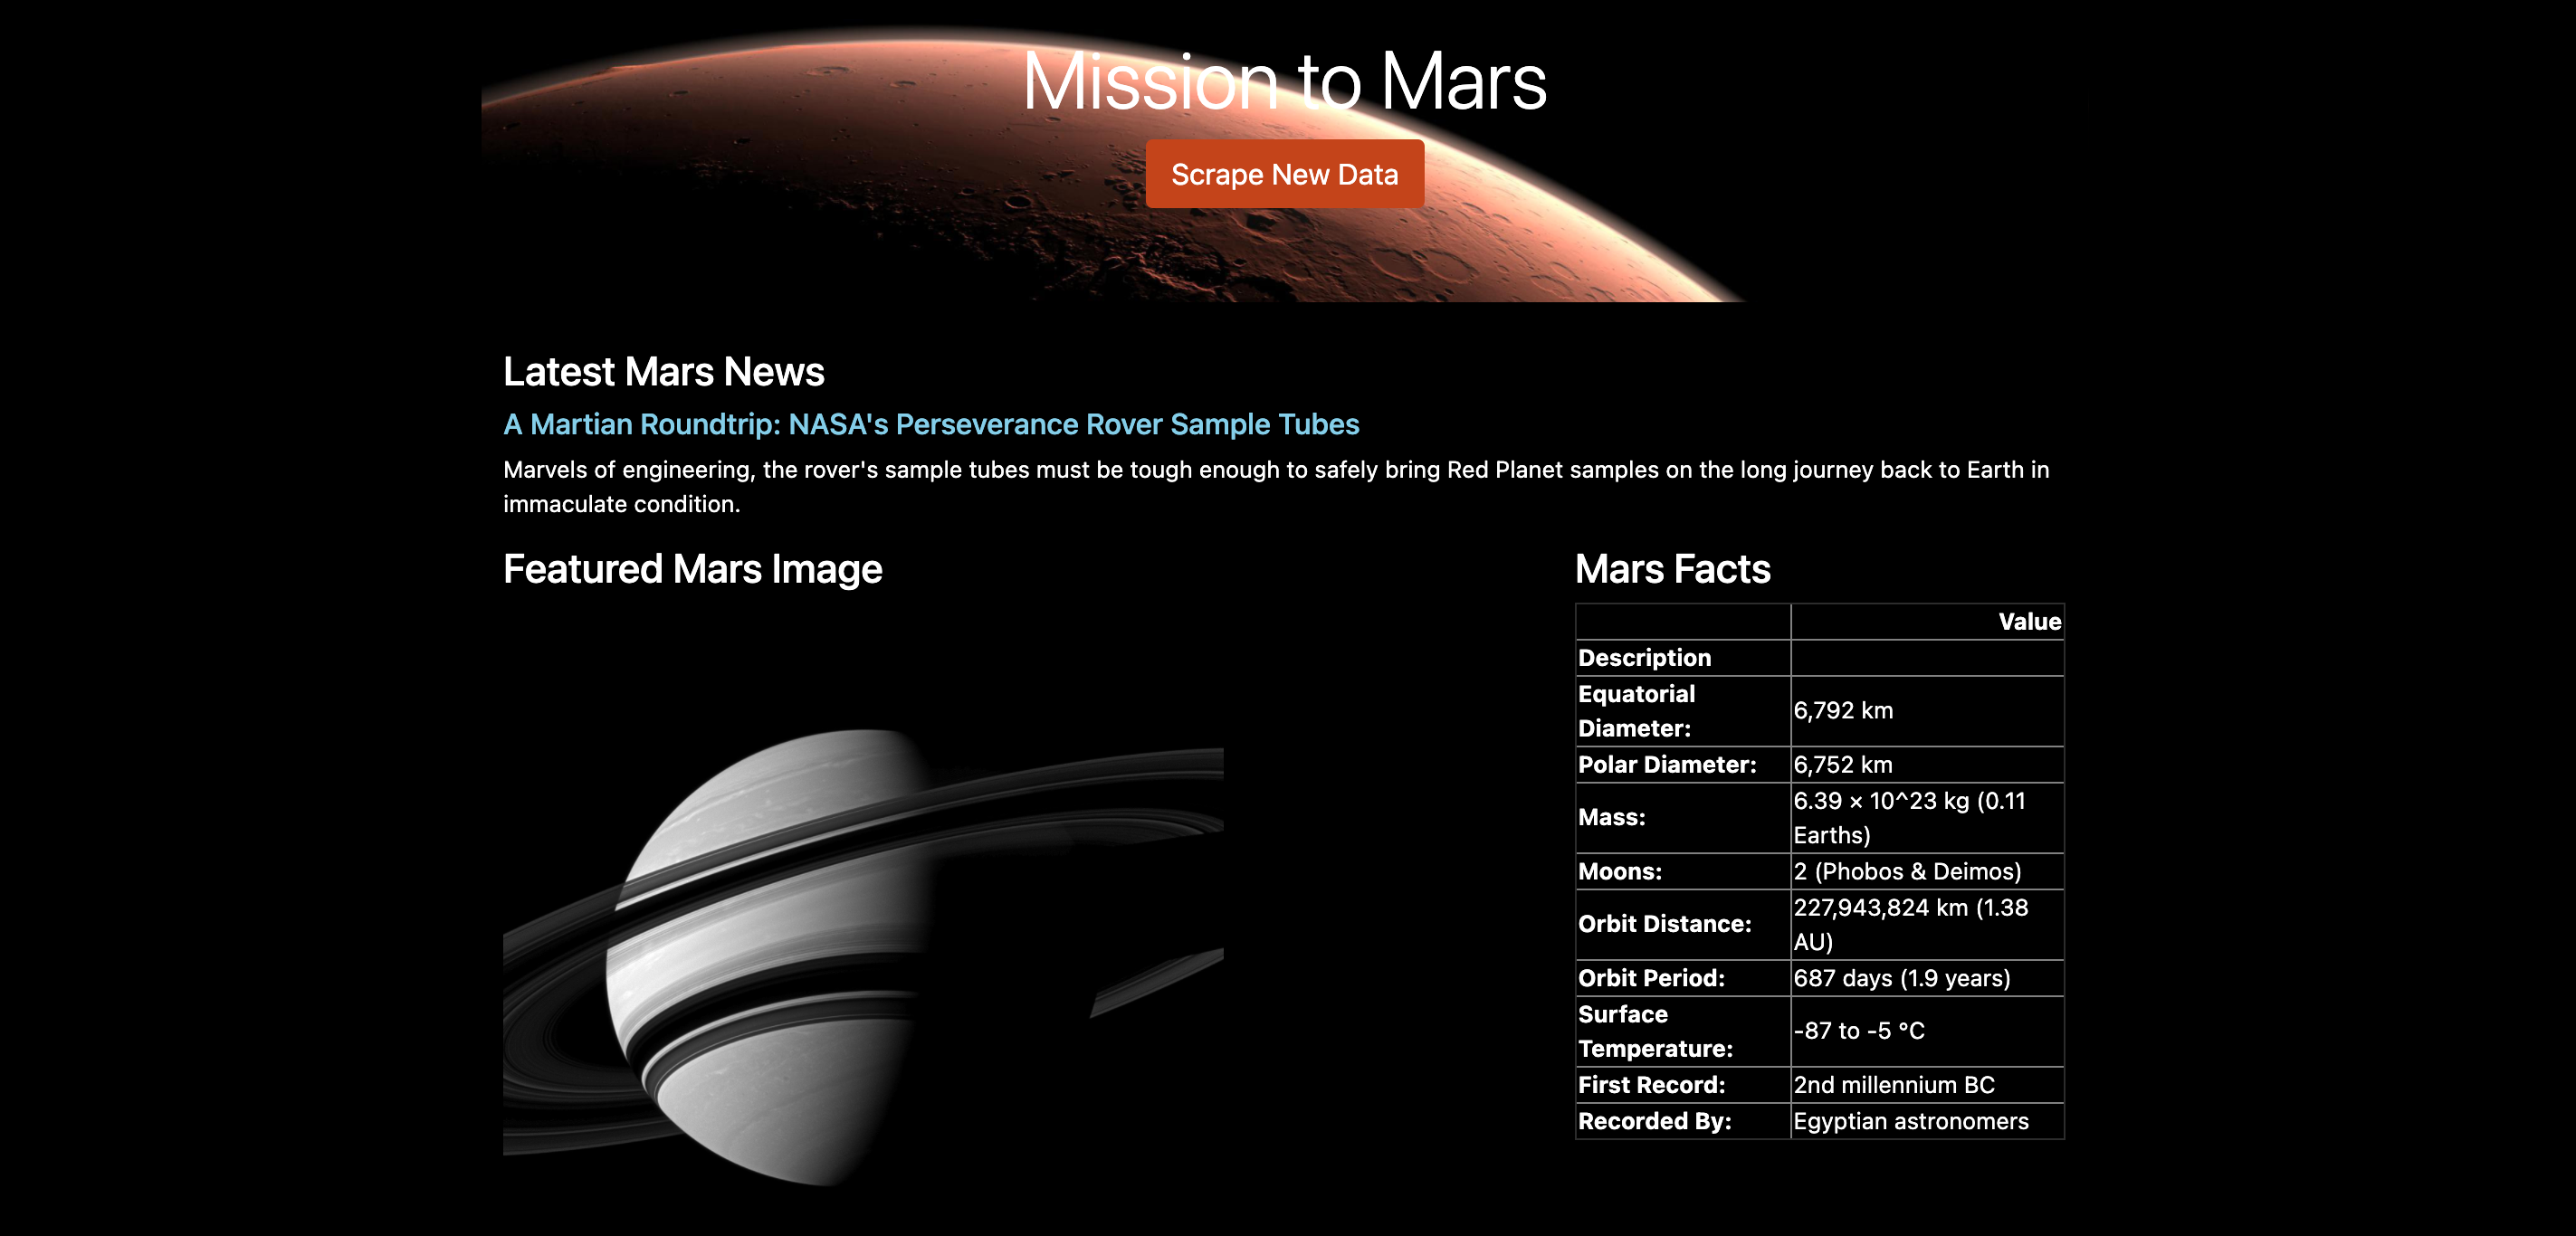 Mission to Mars
Scrape New Data
Latest Mars News
A Martian Roundtrip: NASA's Perseverance Rover Sample Tubes
Marvels of engineering, the rover's sample tubes must be tough enough to safely bring Red Planet samples on the long journey back to Earth in
immaculate condition.
Featured Mars Image
Mars Facts
Value
Description
Equatorial
Diameter:
6,792 km
Polar Diameter:
6,752 km
Mass:
6.39 × 10^23 kg (0.11
Earths)
Moons:
2 (Phobos & Deimos)
Orbit Distance:
227,943,824 km (1.38
AU)
Orbit Period:
687 days (1.9 years)
Surface
Temperature:
-87 to -5 °C
First Record:
2nd millennium BC
Recorded By:
Egyptian astronomers